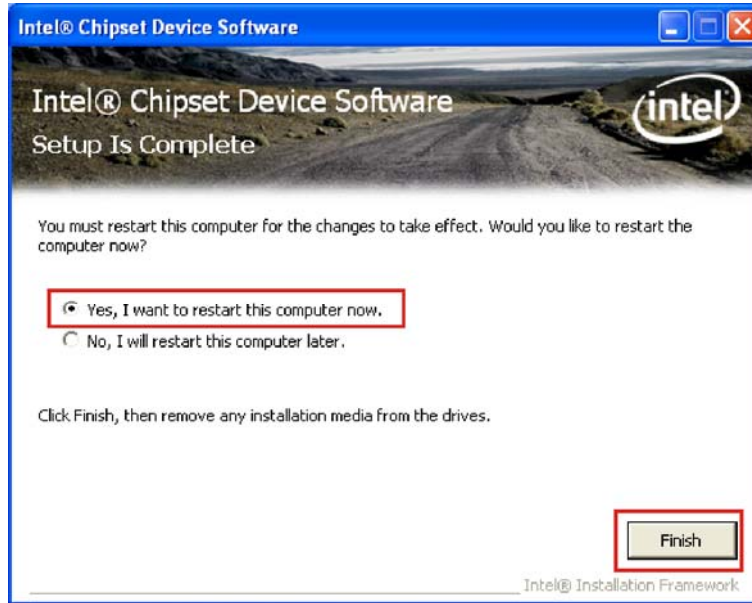 Intel® Chipset Device Software
Intel® Chipset Device Software
Setup Is Complete
intel
You must restart this computer for the changes to take effect. Would you like to restart the
computer now?
Yes, I want to restart this computer now.
No, I will restart this computer later.
Click Finish, then remove any installation media from the drives.
Finish
Intel® Installation Framework